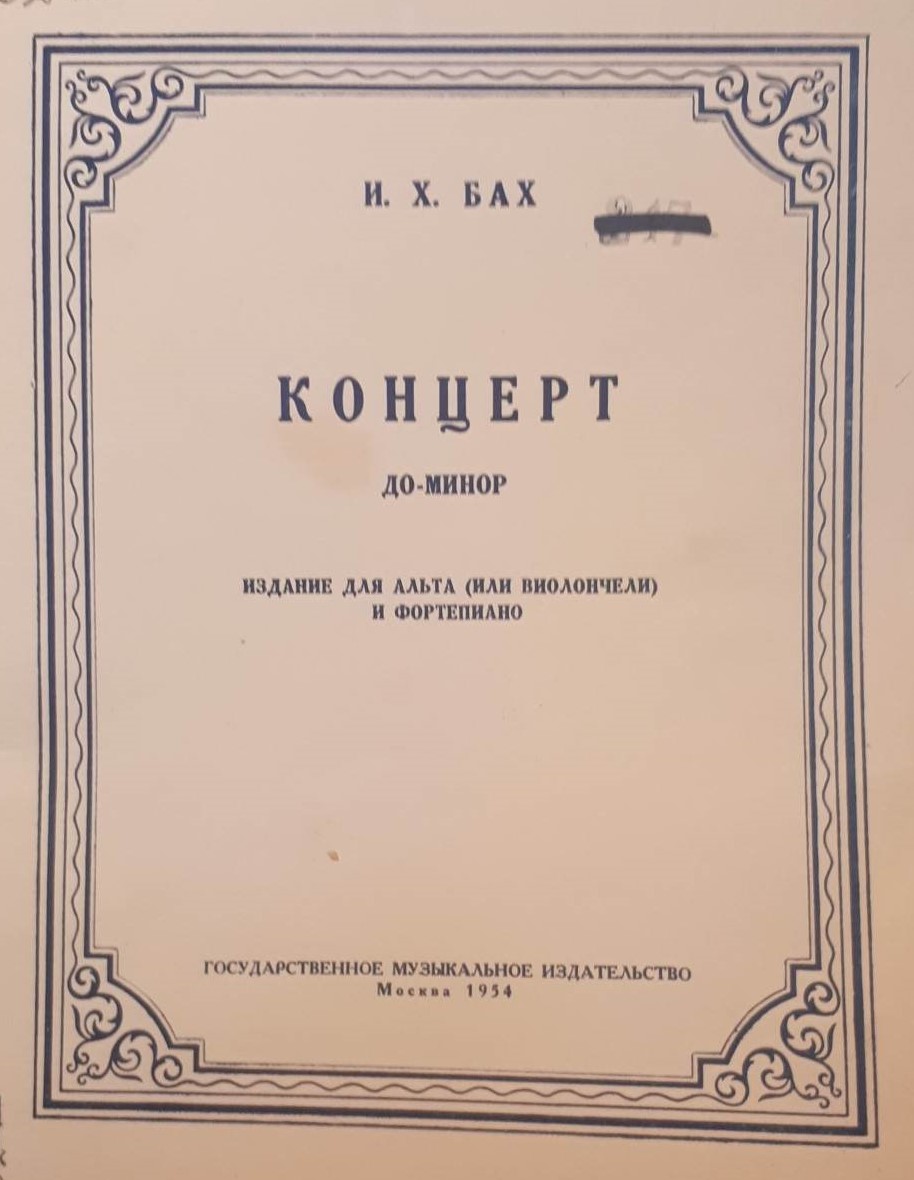 И. Х. БАХ
КОНЦЕРТ
ДО-МИНОР
ИЗДАНИЕ ДЛЯ АЛЬТА (ИЛИ ВИОЛОНЧЕЛИ)
И ФОРТЕПИАНО
ГОСУДАРСТВЕННОЕ МУЗЫКАЛЬНОЕ ИЗДАТЕЛЬСТВО
Москва 1954